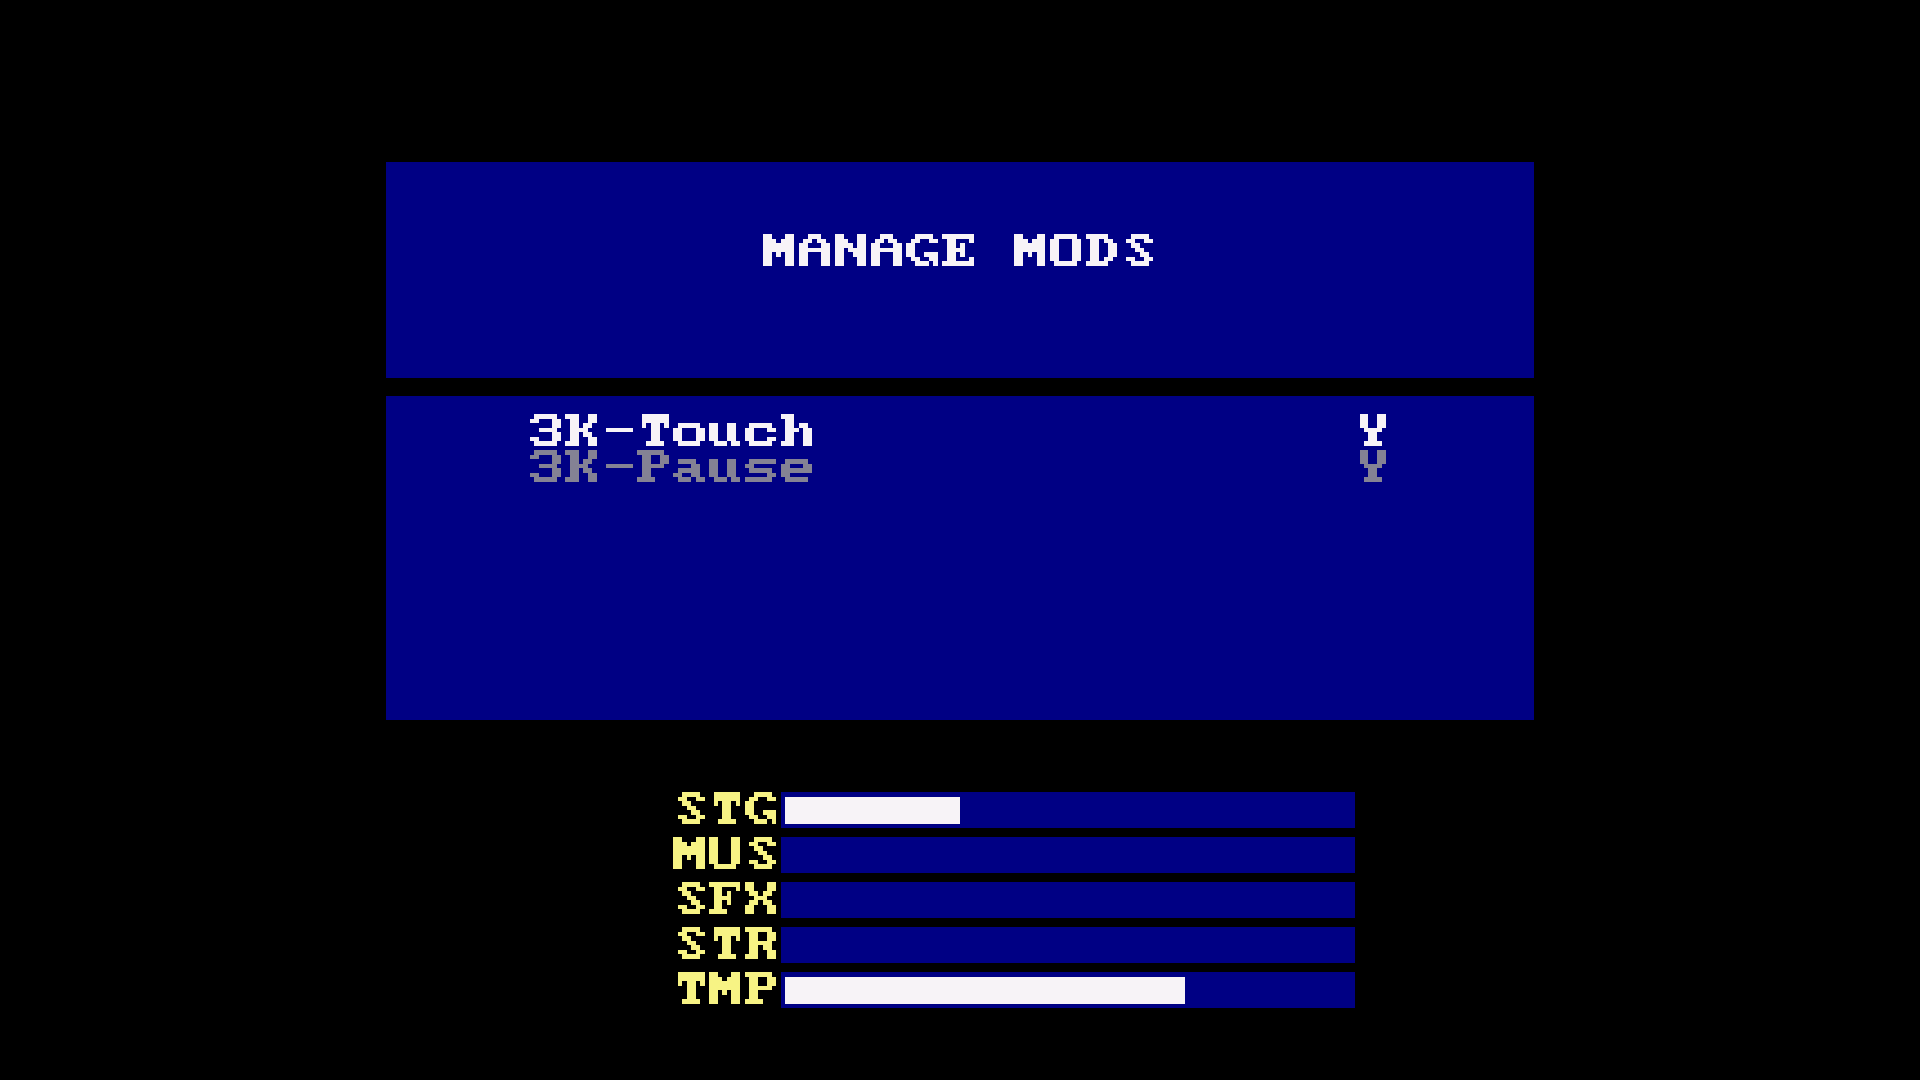 MANAGE MODS
3K-Touch Y
3K-Pause Y
STG
MUS
SFX
STR
TMP